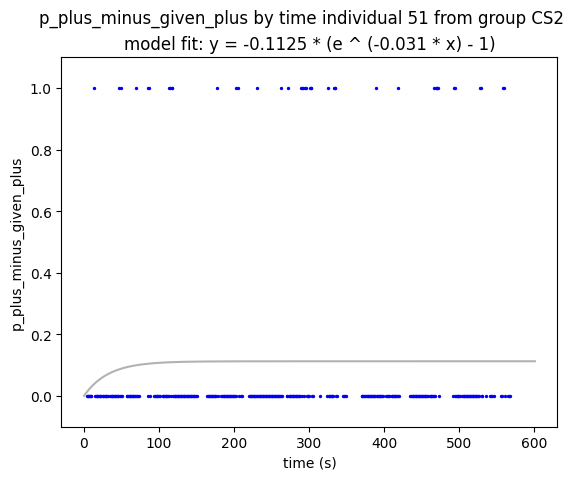 p_plus_minus_given_plus by time individual 51 from group CS2
model fit: y = -0.1125 * (e ^ (-0.031 * x) - 1)
1.0
0.8
0.6
0.4
0.2
0.0
p_plus_minus_given_plus
0 100 200 300 400 500 600
time (s)